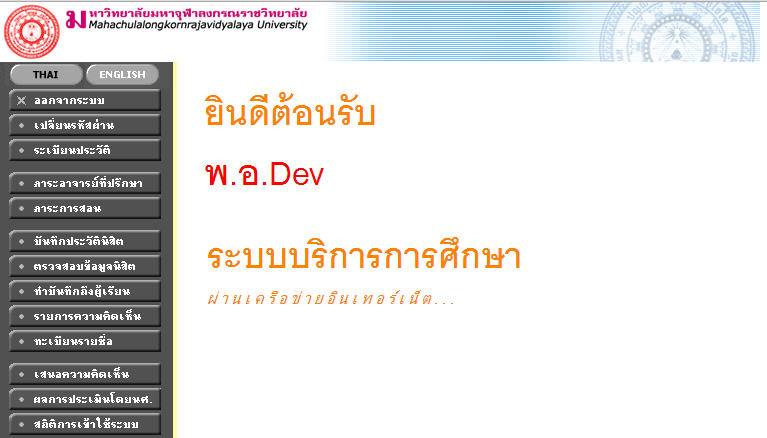 มหาวิทยาลัยมหาจุฬาลงกรณราชวิทยาลัย
Mahachulalongkornrajavidyalaya University
THAI ENGLISH
ออกจากระบบ
เปลี่ยนรหัสผ่าน
ระเบียนประวัติ
ภาระอาจารย์ที่ปรึกษา
ภาระการสอน
บันทึกประวัตินิสิต
ตรวจสอบข้อมูลนิสิต
ทำบันทึกถึงผู้เรียน
รายการความคิดเห็น
ทะเบียนรายชื่อ
เสนอความคิดเห็น
ผลการประเมินโดยนศ.
สถิติการเข้าใช้ระบบ
ยินดีต้อนรับ
พ.อ.Dev
ระบบบริการการศึกษา
ผ่านเครือข่ายอินเทอร์เน็ต...